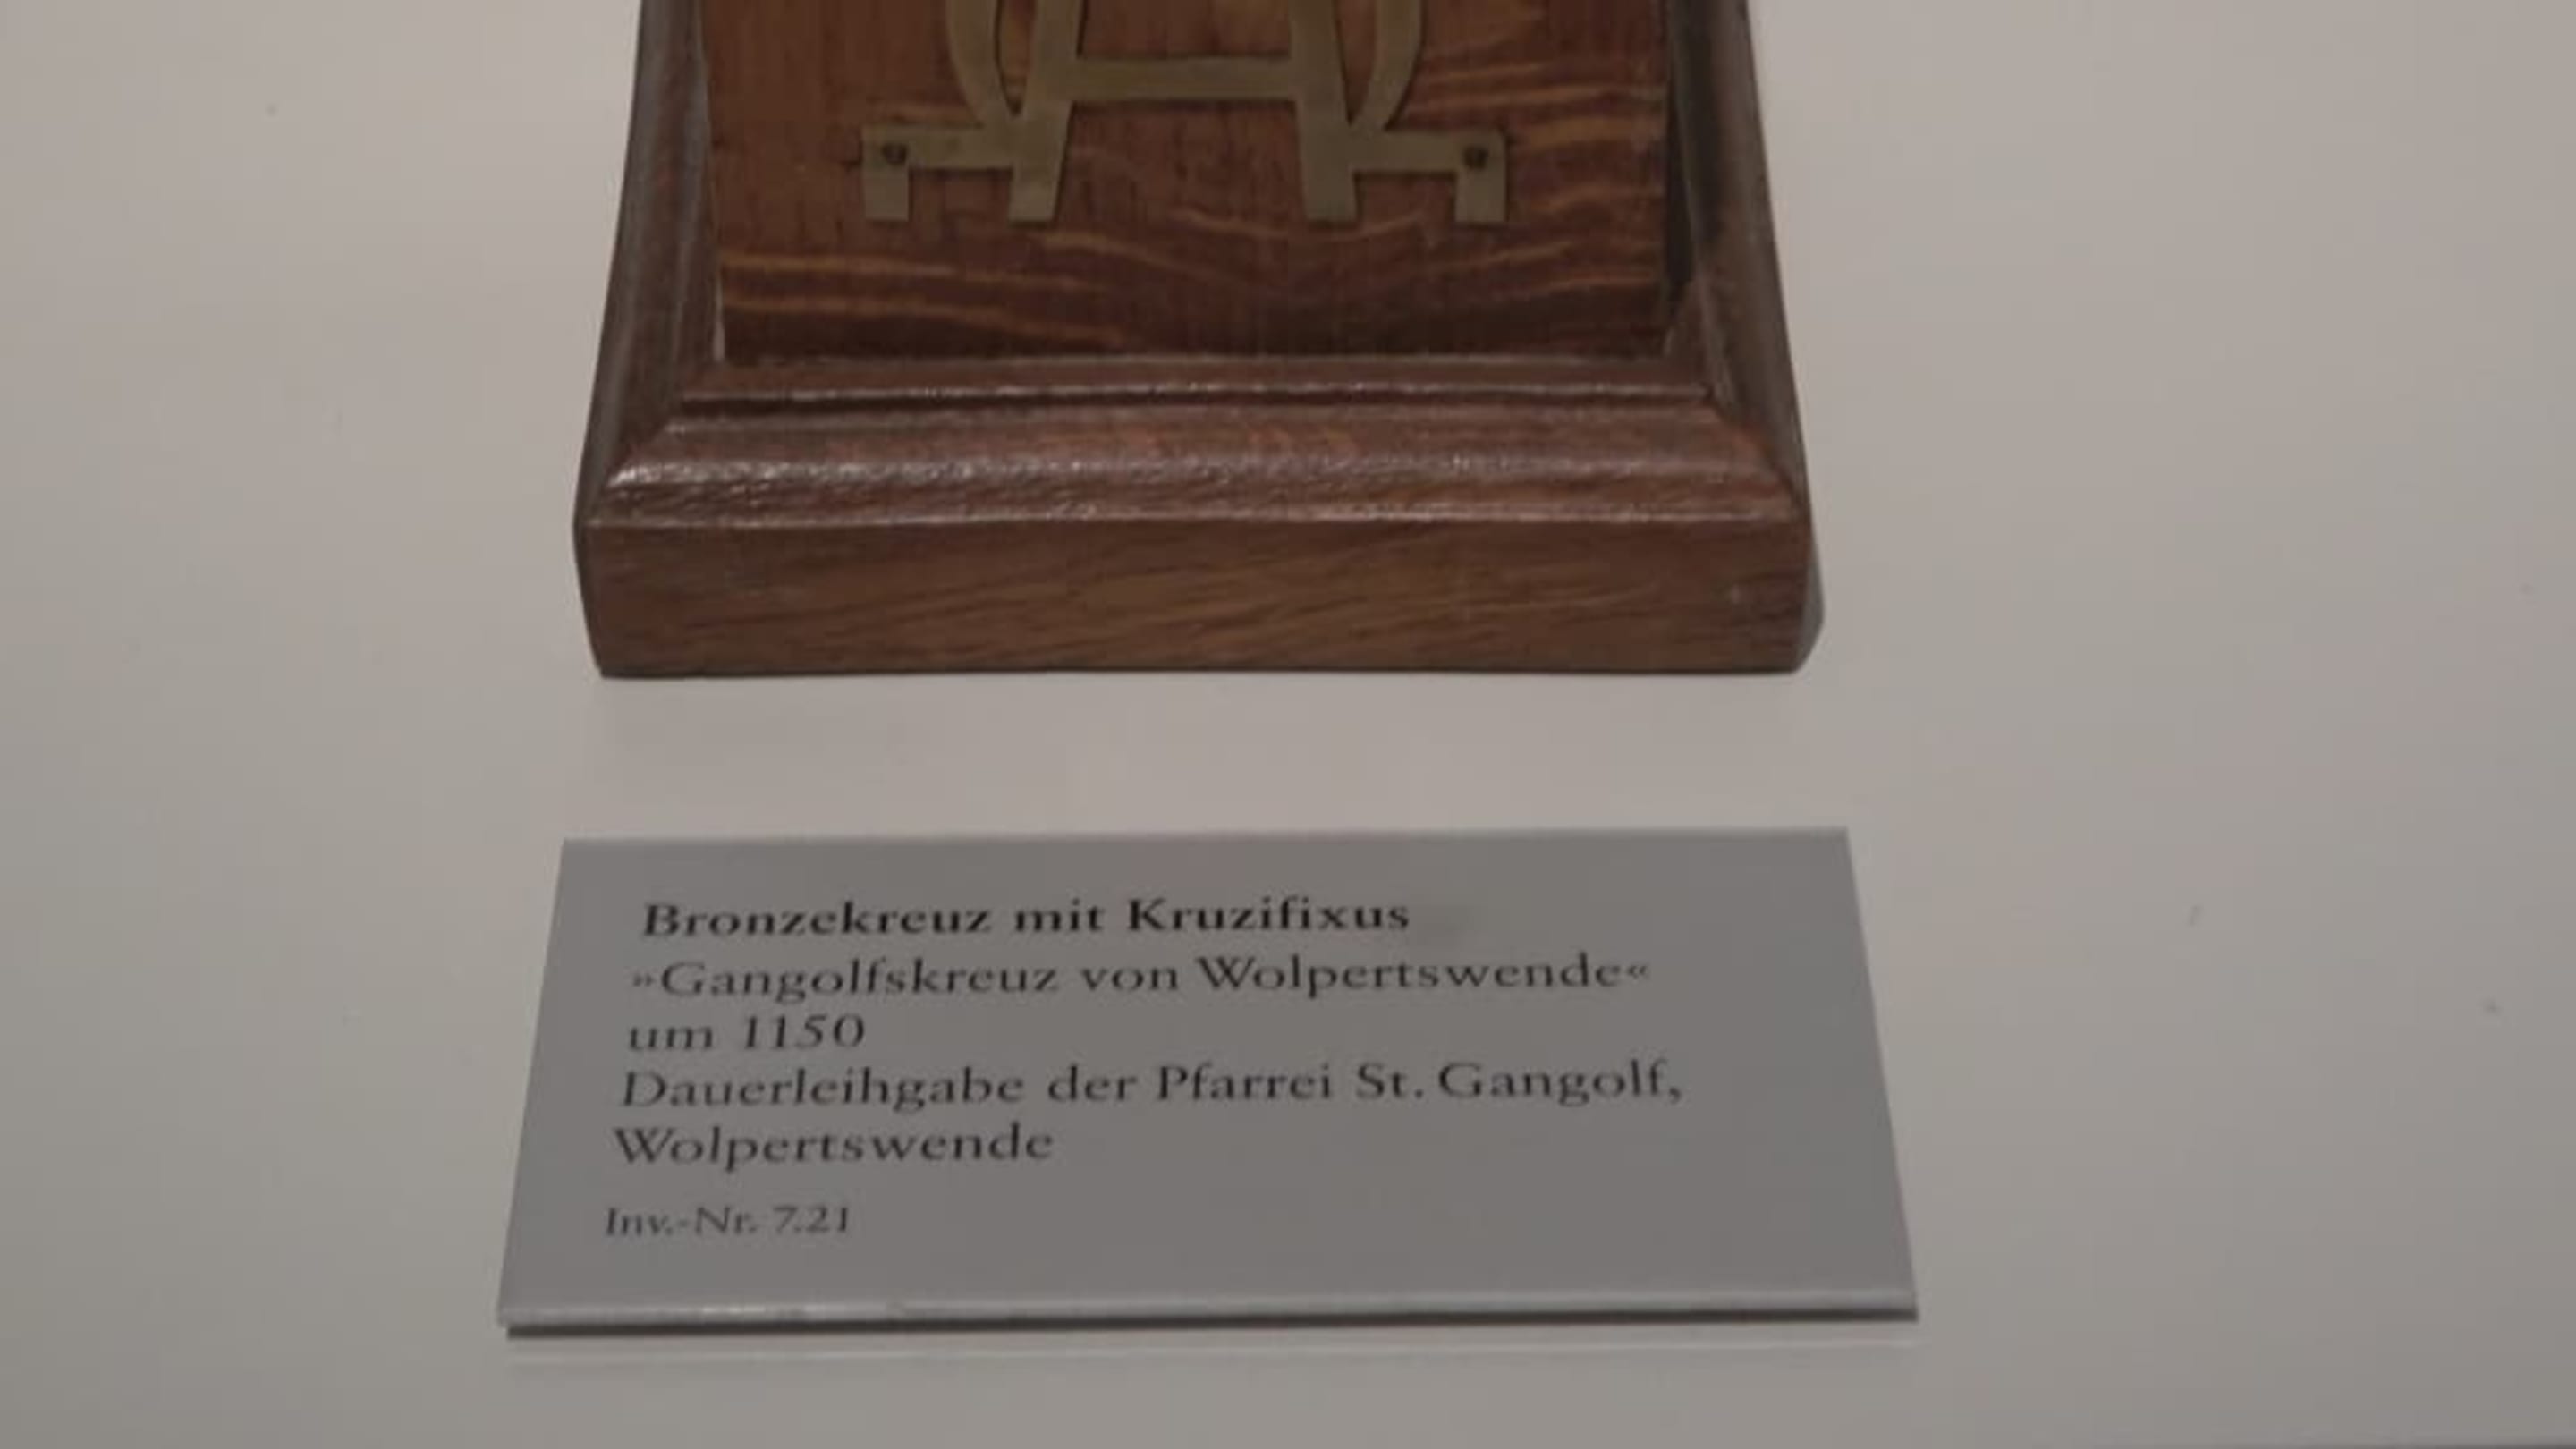 Bronzekreuz mit Kruzifixus
»Gangolfskreuz von Wolpertswende«
um 1150
Dauerleihgabe der Pfarrei St. Gangolf,
Wolpertswende
Inv.-Nr. 7.21